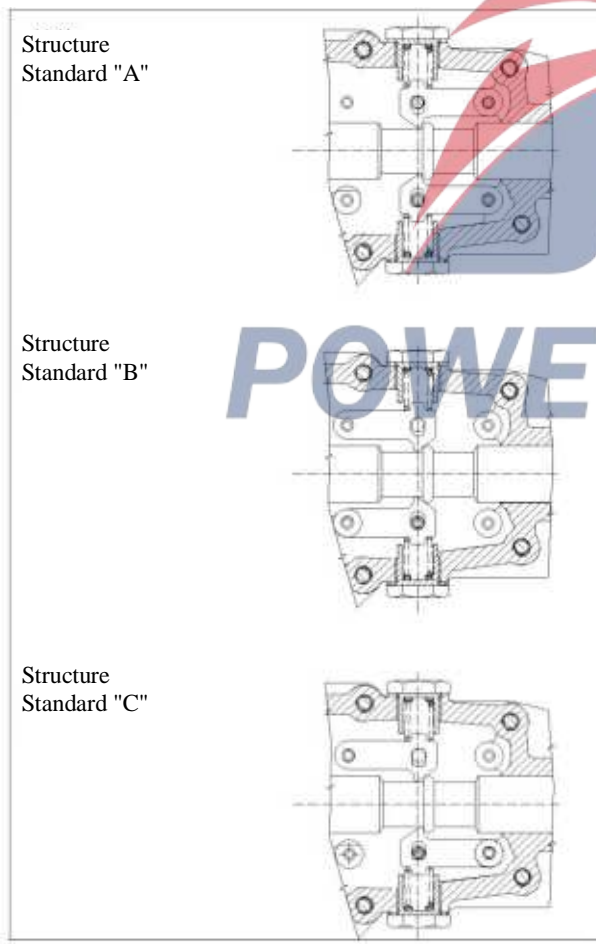 Structure
Standard "A"
POWE
Structure
Standard "B"
Structure
Standard "C"